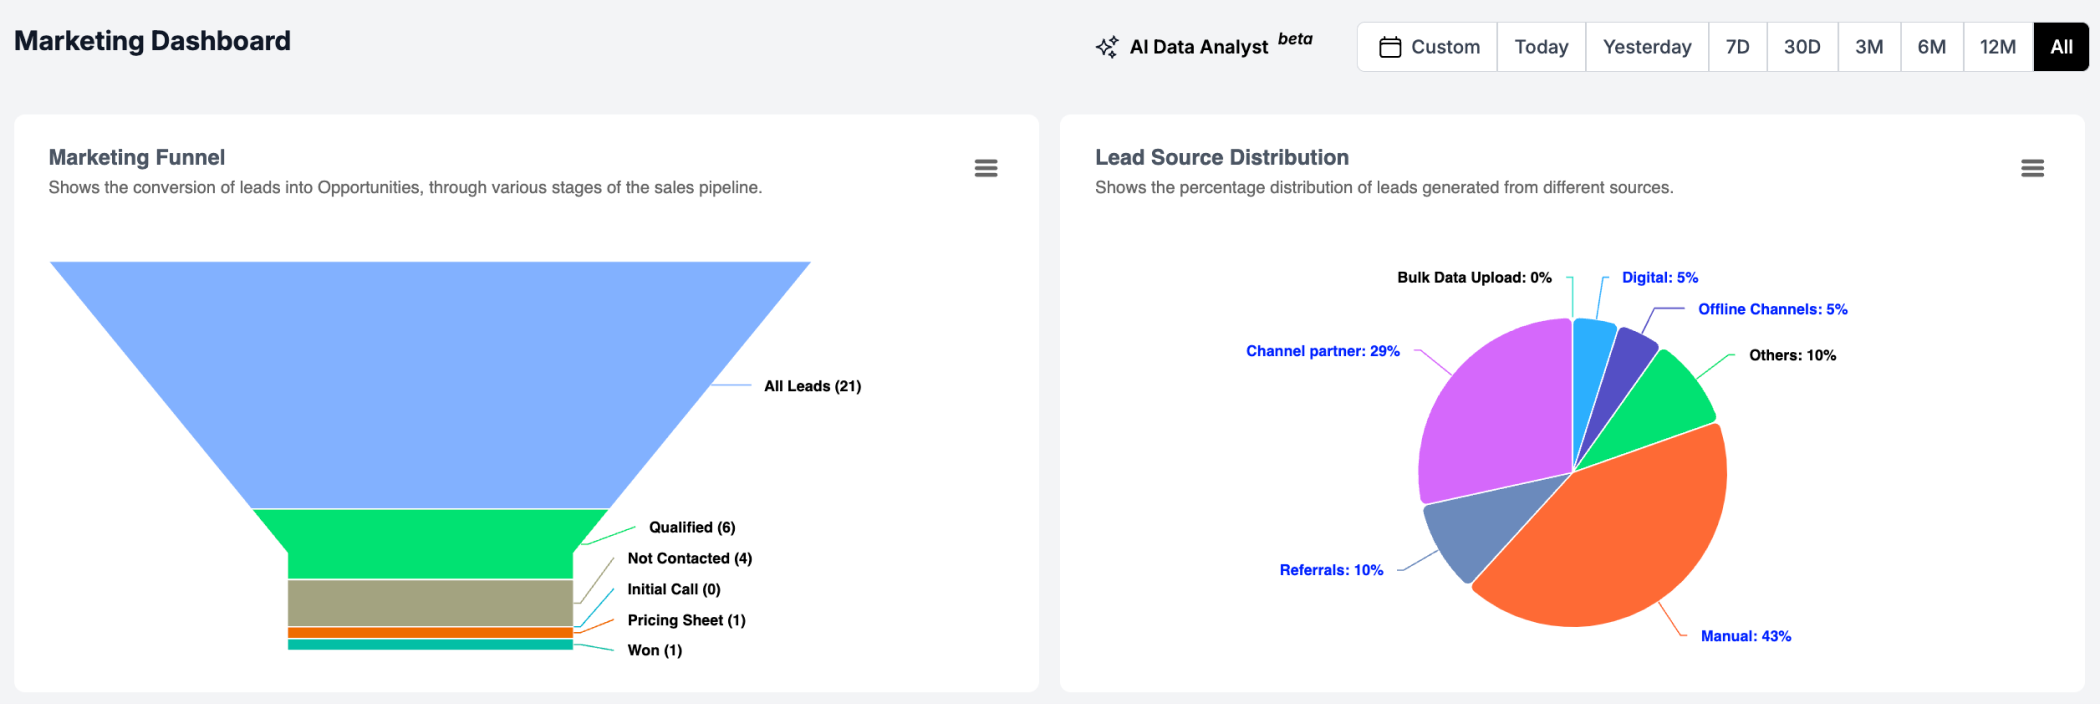 Marketing Dashboard
AI Data Analyst beta
Custom
Today
Yesterday
7D
30D
3M
6M
12M
All
Marketing Funnel
Shows the conversion of leads into Opportunities, through various stages of the sales pipeline.
All Leads (21)
Qualified (6)
Not Contacted (4)
Initial Call (0)
Pricing Sheet (1)
Won (1)
Lead Source Distribution
Shows the percentage distribution of leads generated from different sources.
Bulk Data Upload: 0%
Digital: 5%
Offline Channels: 5%
Channel partner: 29%
Others: 10%
Referrals: 10%
Manual: 43%